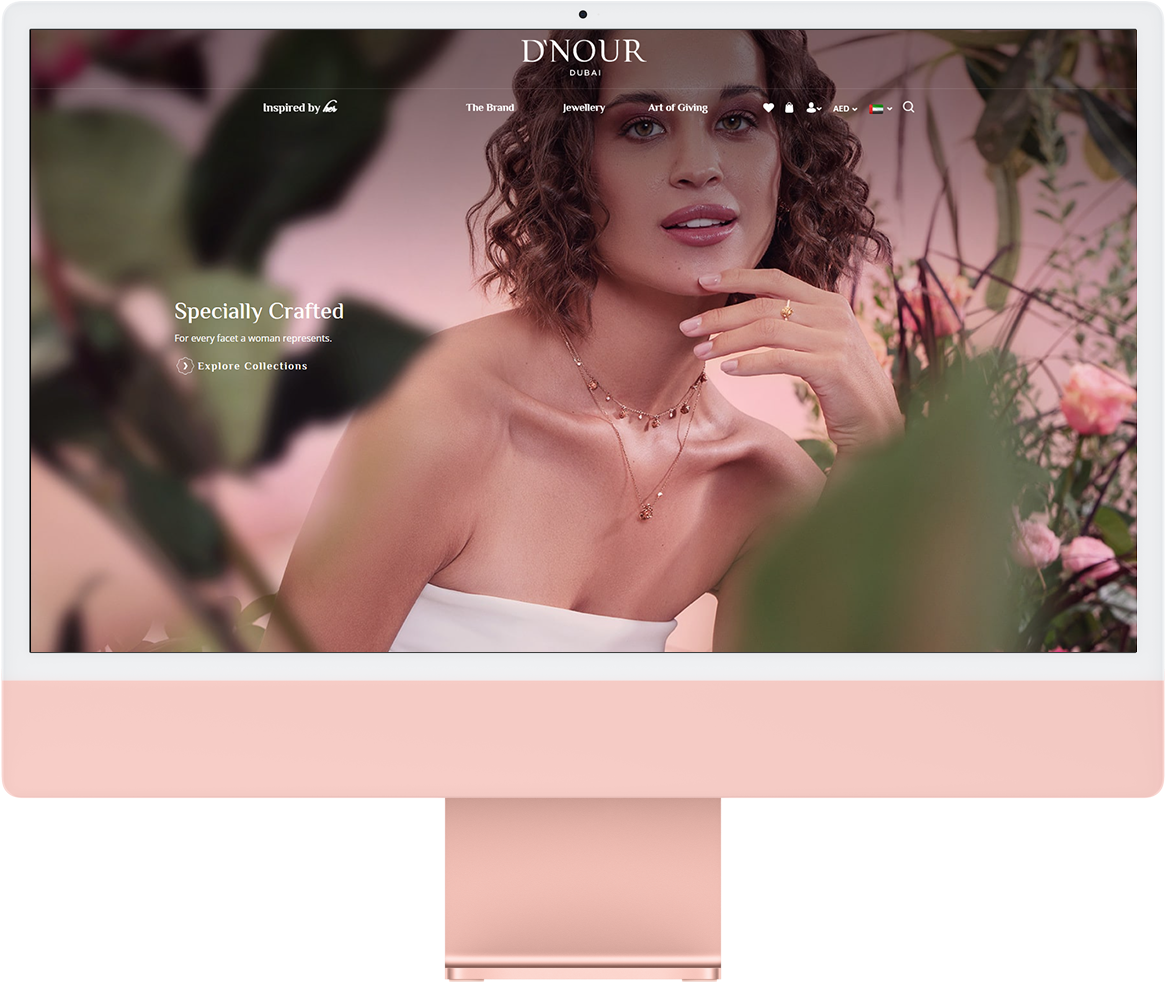 D'NOUR
DUBAI
Inspired by
The Brand
Jewellery
Art of Giving
AED
Specially Crafted
For every facet a woman represents.
Explore Collections